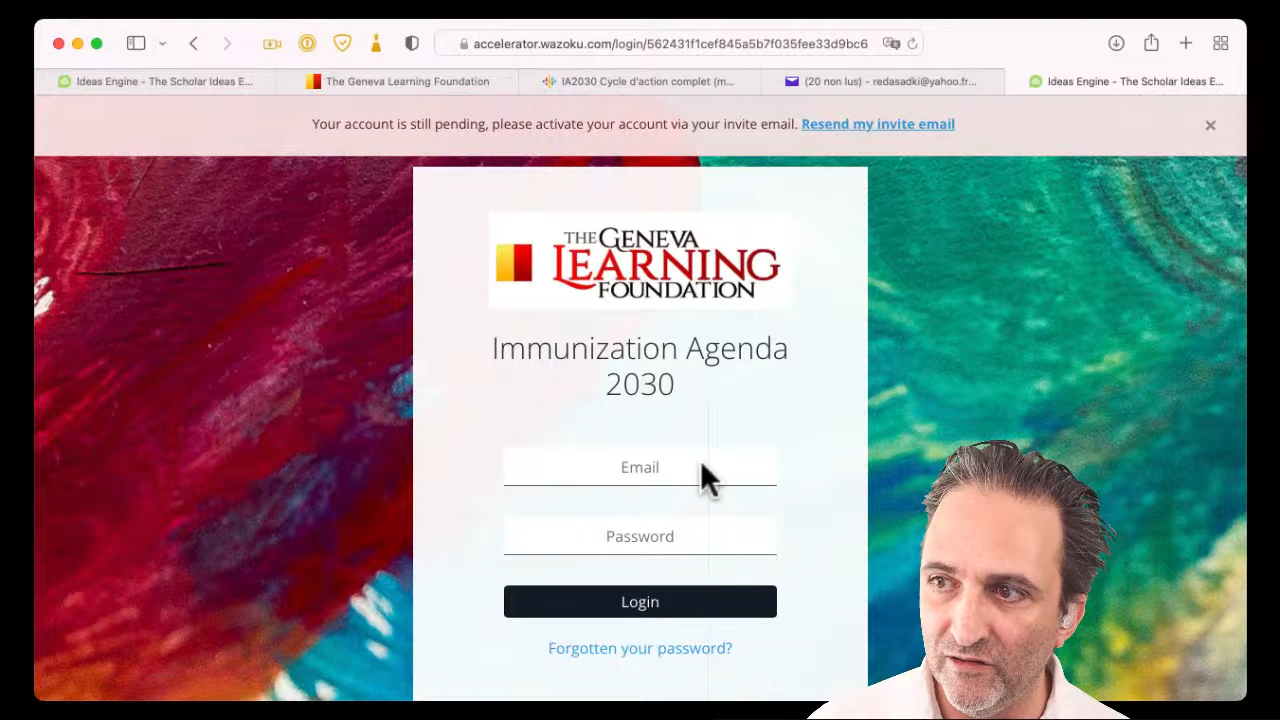 accelerator.wazoku.com/login/562431f1cef845a5b7f035fee33d9bc6
Ideas Engine - The Scholar Ideas E...
The Geneva Learning Foundation
IA2030 Cycle d'action complet (m...
(20 non lus) - redasadki@yahoo.fr...
Ideas Engine - The Scholar Ideas E...
Your account is still pending, please activate your account via your invite email. Resend my invite email
THE GENEVA
LEARNING
FOUNDATION
Immunization Agenda
2030
Email
Password
Login
Forgotten your password?